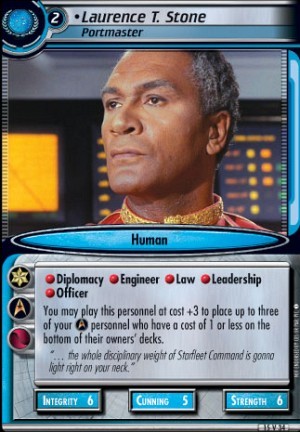 2 •Laurence T. Stone
Portmaster
Human
Diplomacy Engineer Law Leadership
Officer
You may play this personnel at cost +3 to place up to three
of your personnel who have a cost of 1 or less on the
bottom of their owners' decks.
"… the whole disciplinary weight of Starfleet Command is gonna
light right on your neck."
Integrity 6 Cunning 5 Strength 6